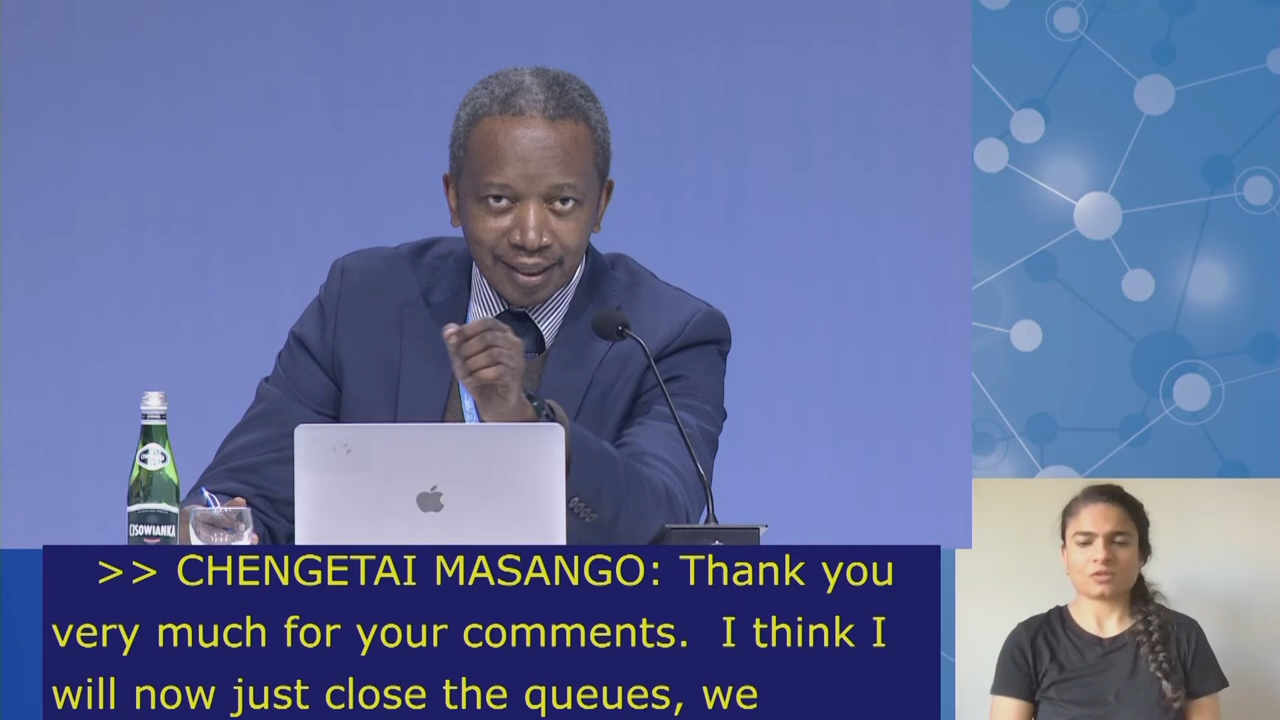 CISOWIANKA
>> CHENGETAI MASANGO: Thank you
very much for your comments.  I think I
will now just close the queues, we